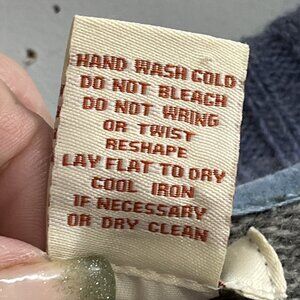 HAND WASH COLD
DO NOT BLEACH
DO NOT WRING
OR TWIST
RESHAPE
LAY FLAT TO DRY
COOL IRON
IF NECESSARY
OR DRY CLEAN